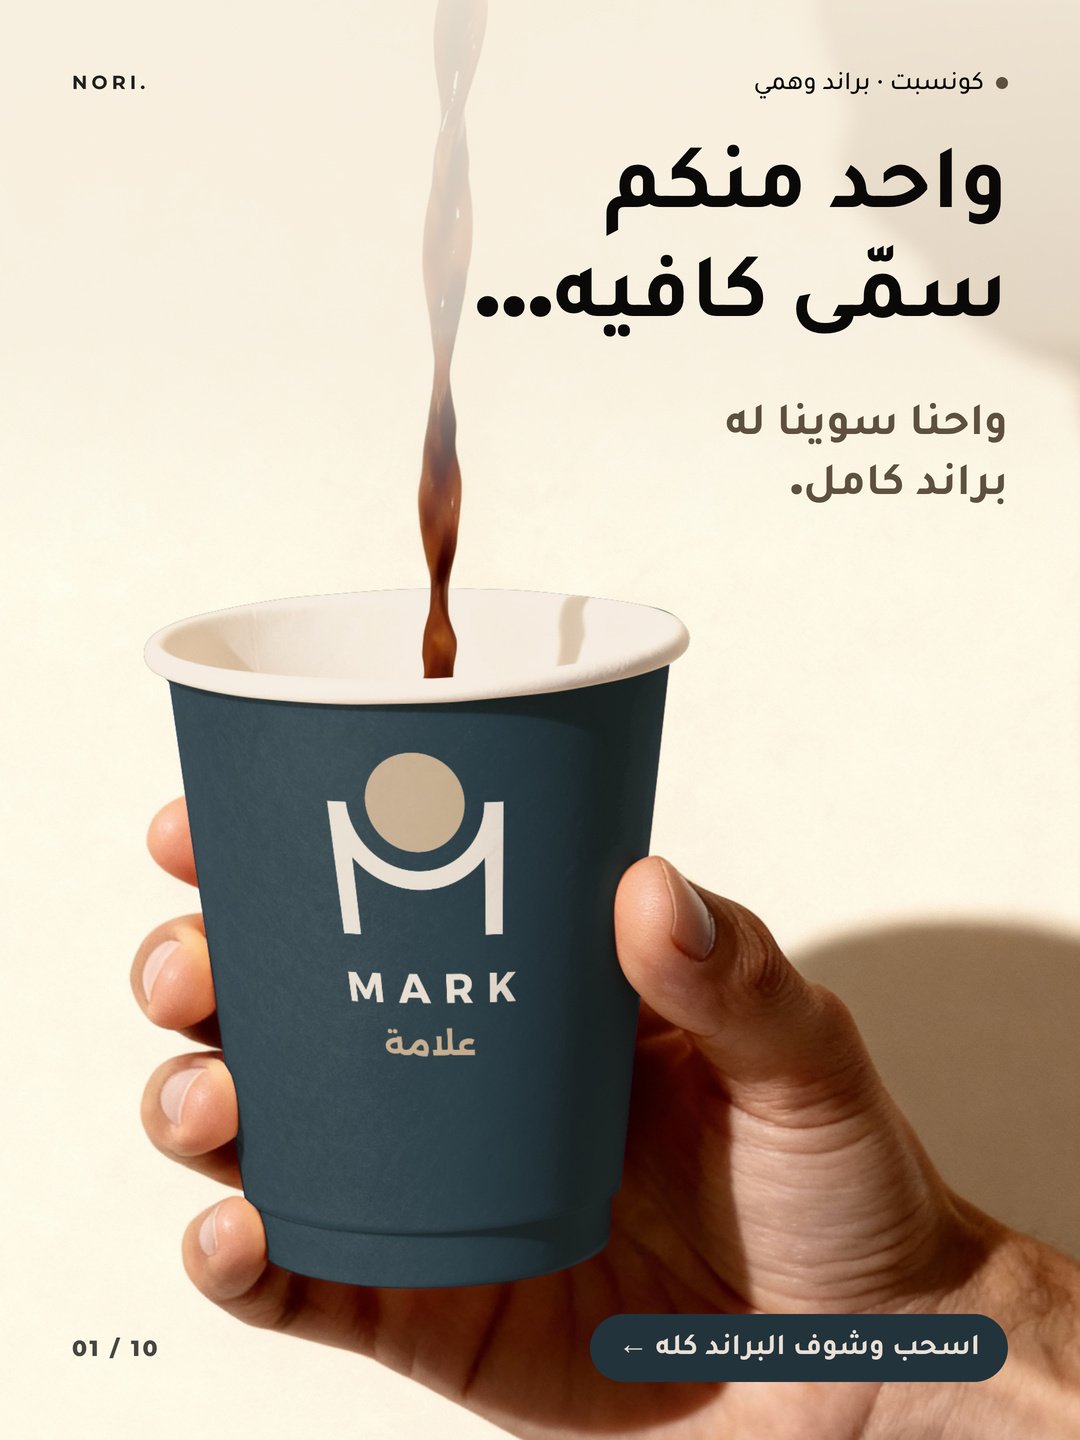 NORI.
كونسبت · براند وهمي
واحد منكم
سمّى كافيه...
واحنا سوينا له
براند كامل.
MARK
علامة
01 / 10
اسحب وشوف البراند كله ←